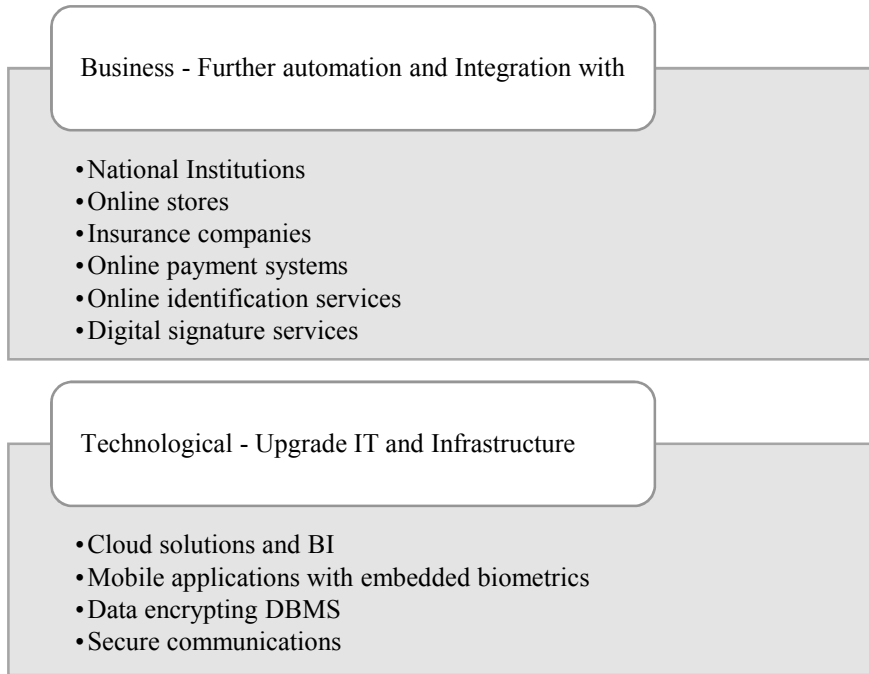 Business - Further automation and Integration with
•National Institutions
•Online stores
•Insurance companies
•Online payment systems
•Online identification services
•Digital signature services
Technological - Upgrade IT and Infrastructure
•Cloud solutions and BI
•Mobile applications with embedded biometrics
•Data encrypting DBMS
•Secure communications